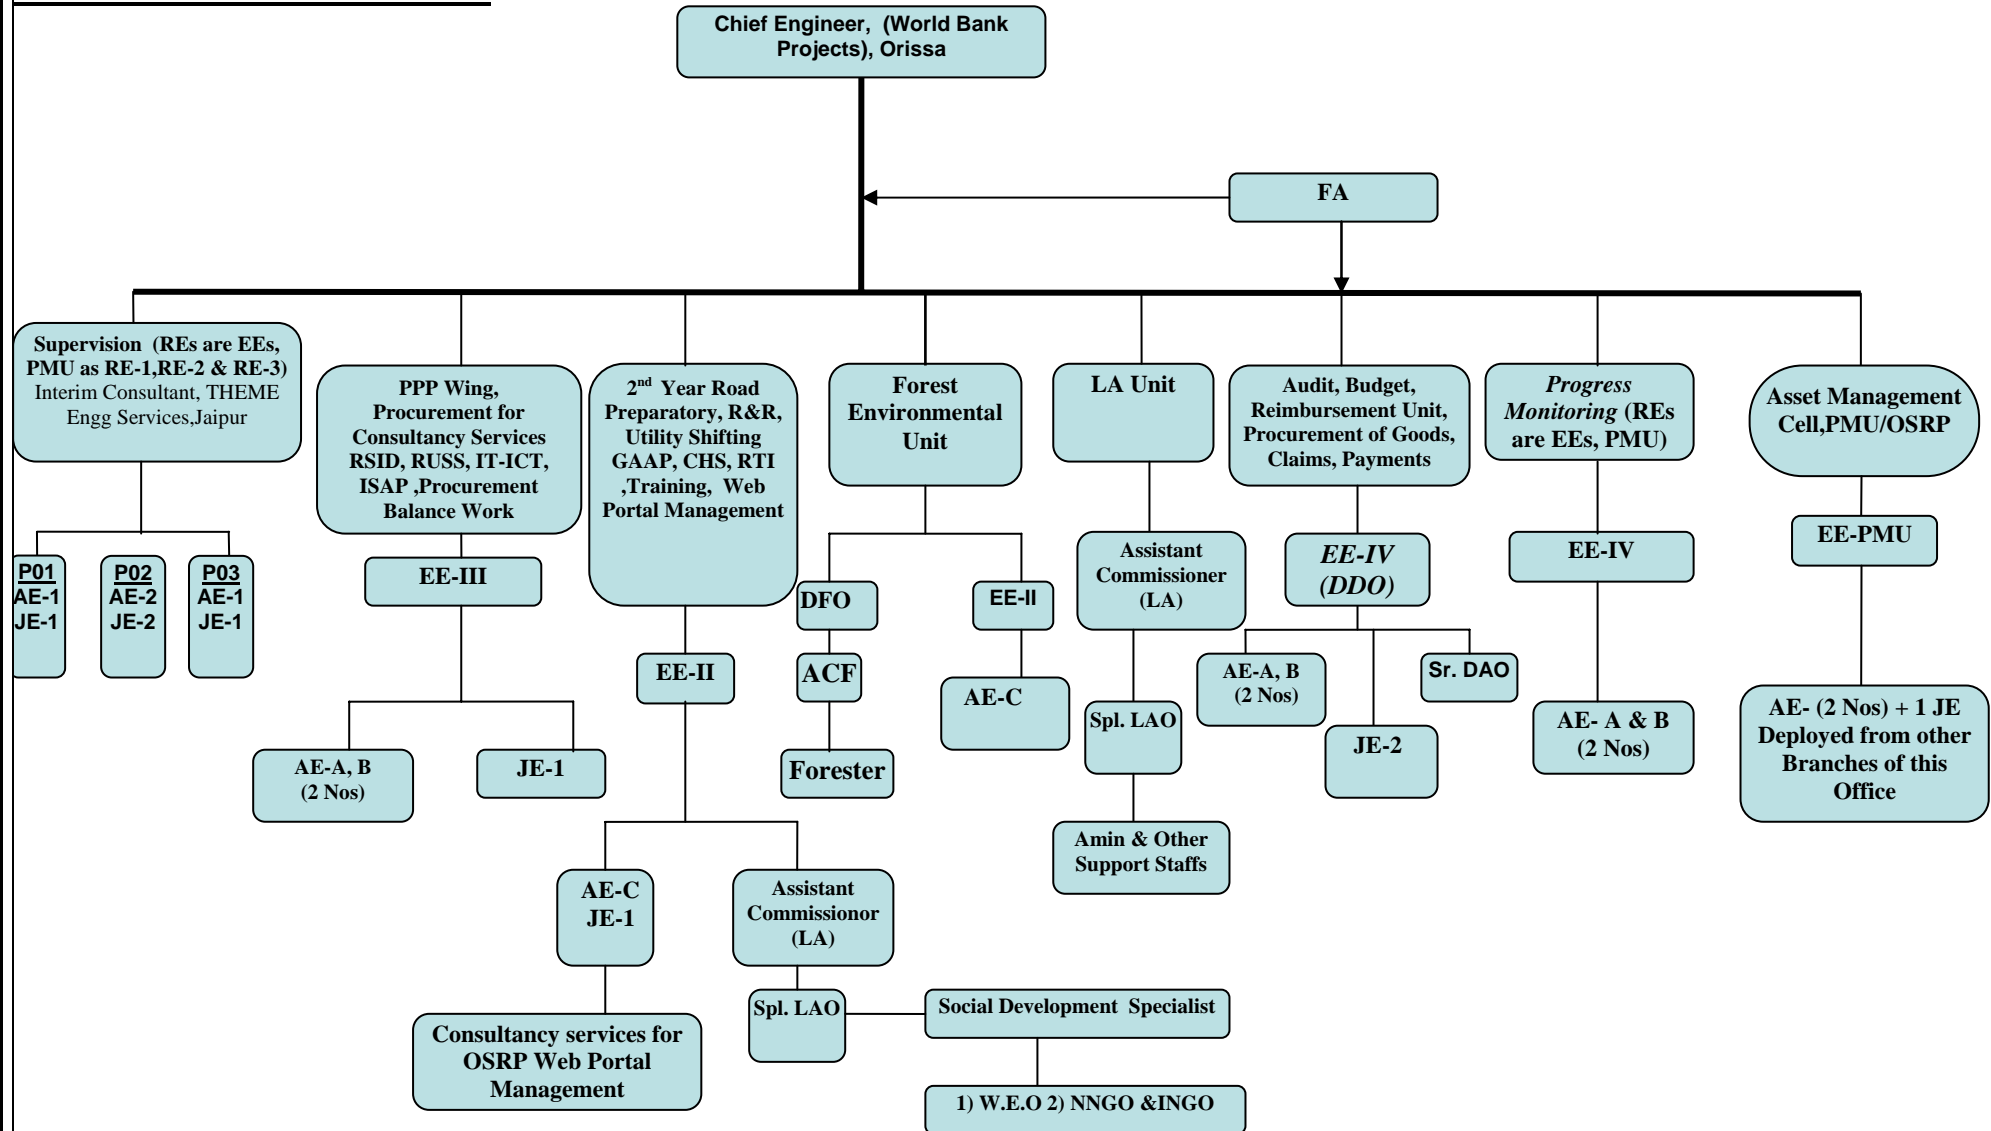 Chief Engineer, (World Bank
Projects), Orissa
FA
Supervision (REs are EEs,
PMU as RE-1,RE-2 & RE-3)
Interim Consultant, THEME
Engg Services,Jaipur
PPP Wing,
Procurement for
Consultancy Services
RSID, RUSS, IT-ICT,
ISAP ,Procurement
Balance Work
2nd Year Road
Preparatory, R&R,
Utility Shifting
GAAP, CHS, RTI
,Training, Web
Portal Management
Forest
Environmental
Unit
LA Unit
Audit, Budget,
Reimbursement Unit,
Procurement of Goods,
Claims, Payments
Progress
Monitoring (REs
are EEs, PMU)
Asset Management
Cell,PMU/OSRP
P01
AE-1
JE-1
P02
AE-2
JE-2
P03
AE-1
JE-1
EE-III
EE-II
DFO
EE-II
Assistant
Commissioner
(LA)
EE-IV
(DDO)
EE-IV
EE-PMU
ACF
AE-C
Spl. LAO
AE-A, B
(2 Nos)
JE-2
Sr. DAO
AE- A & B
(2 Nos)
AE- (2 Nos) + 1 JE
Deployed from other
Branches of this
Office
AE-A, B
(2 Nos)
JE-1
Forester
Amin & Other
Support Staffs
AE-C
JE-1
Assistant
Commissionor
(LA)
Spl. LAO
Social Development Specialist
Consultancy services for
OSRP Web Portal
Management
1) W.E.O 2) NNGO &INGO